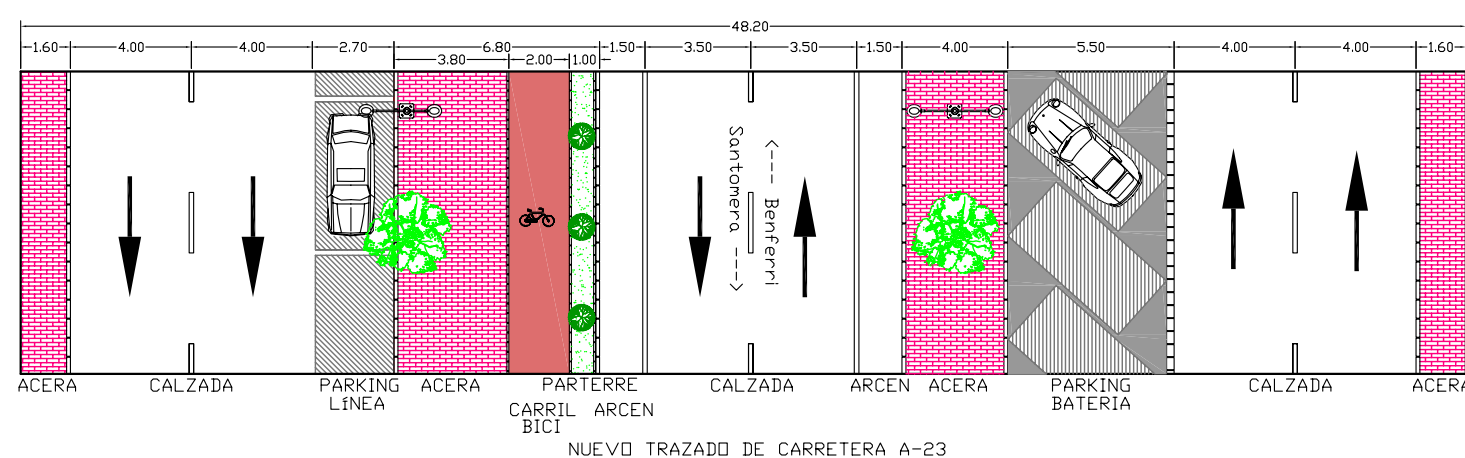 48.20
1.60 4.00 4.00 2.70 6.80 1.50 3.50 3.50 1.50 4.00 5.50 4.00 4.00 1.60
3.80 2.00 1.00
Santomera --->
<--- Benferri
ACERA CALZADA PARKING ACERA PARTERRE CALZADA ARCEN ACERA PARKING CALZADA ACERA
LíNEA CARRIL ARCEN BATERIA
BICI
NUEVO TRAZADO DE CARRETERA A-23